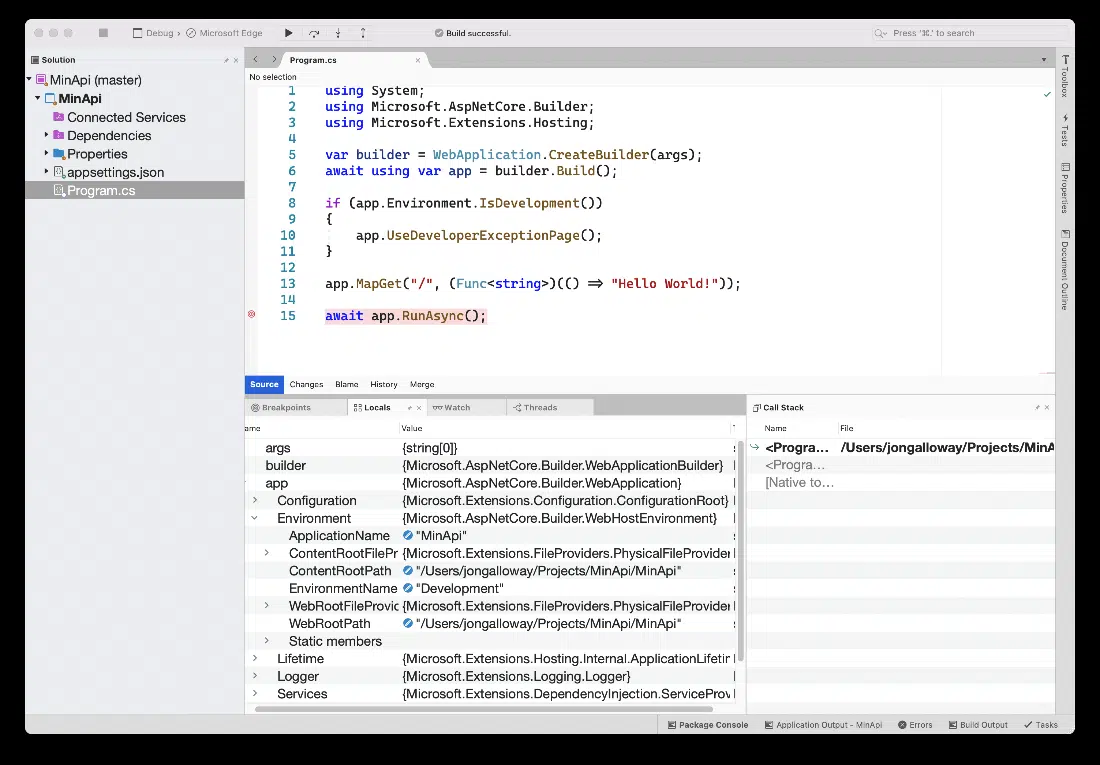 Debug › Microsoft Edge
Build successful.
Press '⌘.' to search
Solution
MinApi (master)
MinApi
Connected Services
Dependencies
Properties
appsettings.json
Program.cs
Program.cs
No selection
1 using System;
2 using Microsoft.AspNetCore.Builder;
3 using Microsoft.Extensions.Hosting;
4
5 var builder = WebApplication.CreateBuilder(args);
6 await using var app = builder.Build();
7
8 if (app.Environment.IsDevelopment())
9 {
10 app.UseDeveloperExceptionPage();
11 }
12
13 app.MapGet("/", (Func<string>)(() => "Hello World!"));
14
15 await app.RunAsync();
Toolbox
Tests
Properties
Document Outline
Source Changes Blame History Merge
Breakpoints Locals Watch Threads
ame Value
args {string[0]}
builder {Microsoft.AspNetCore.Builder.WebApplicationBuilder}
app {Microsoft.AspNetCore.Builder.WebApplication}
Configuration {Microsoft.Extensions.Configuration.ConfigurationRoot}
Environment {Microsoft.AspNetCore.Builder.WebHostEnvironment}
ApplicationName "MinApi"
ContentRootFilePr {Microsoft.Extensions.FileProviders.PhysicalFileProvider
ContentRootPath "/Users/jongalloway/Projects/MinApi/MinApi"
EnvironmentName "Development"
WebRootFileProvic {Microsoft.Extensions.FileProviders.PhysicalFileProvider
WebRootPath "/Users/jongalloway/Projects/MinApi/MinApi"
Static members
Lifetime {Microsoft.Extensions.Hosting.Internal.ApplicationLifetin
Logger {Microsoft.Extensions.Logging.Logger}
Services {Microsoft.Extensions.DependencyInjection.ServiceProv
Call Stack
Name File
<Progra... /Users/jongalloway/Projects/MinA
<Progra...
[Native to...
Package Console Application Output - MinApi Errors Build Output Tasks